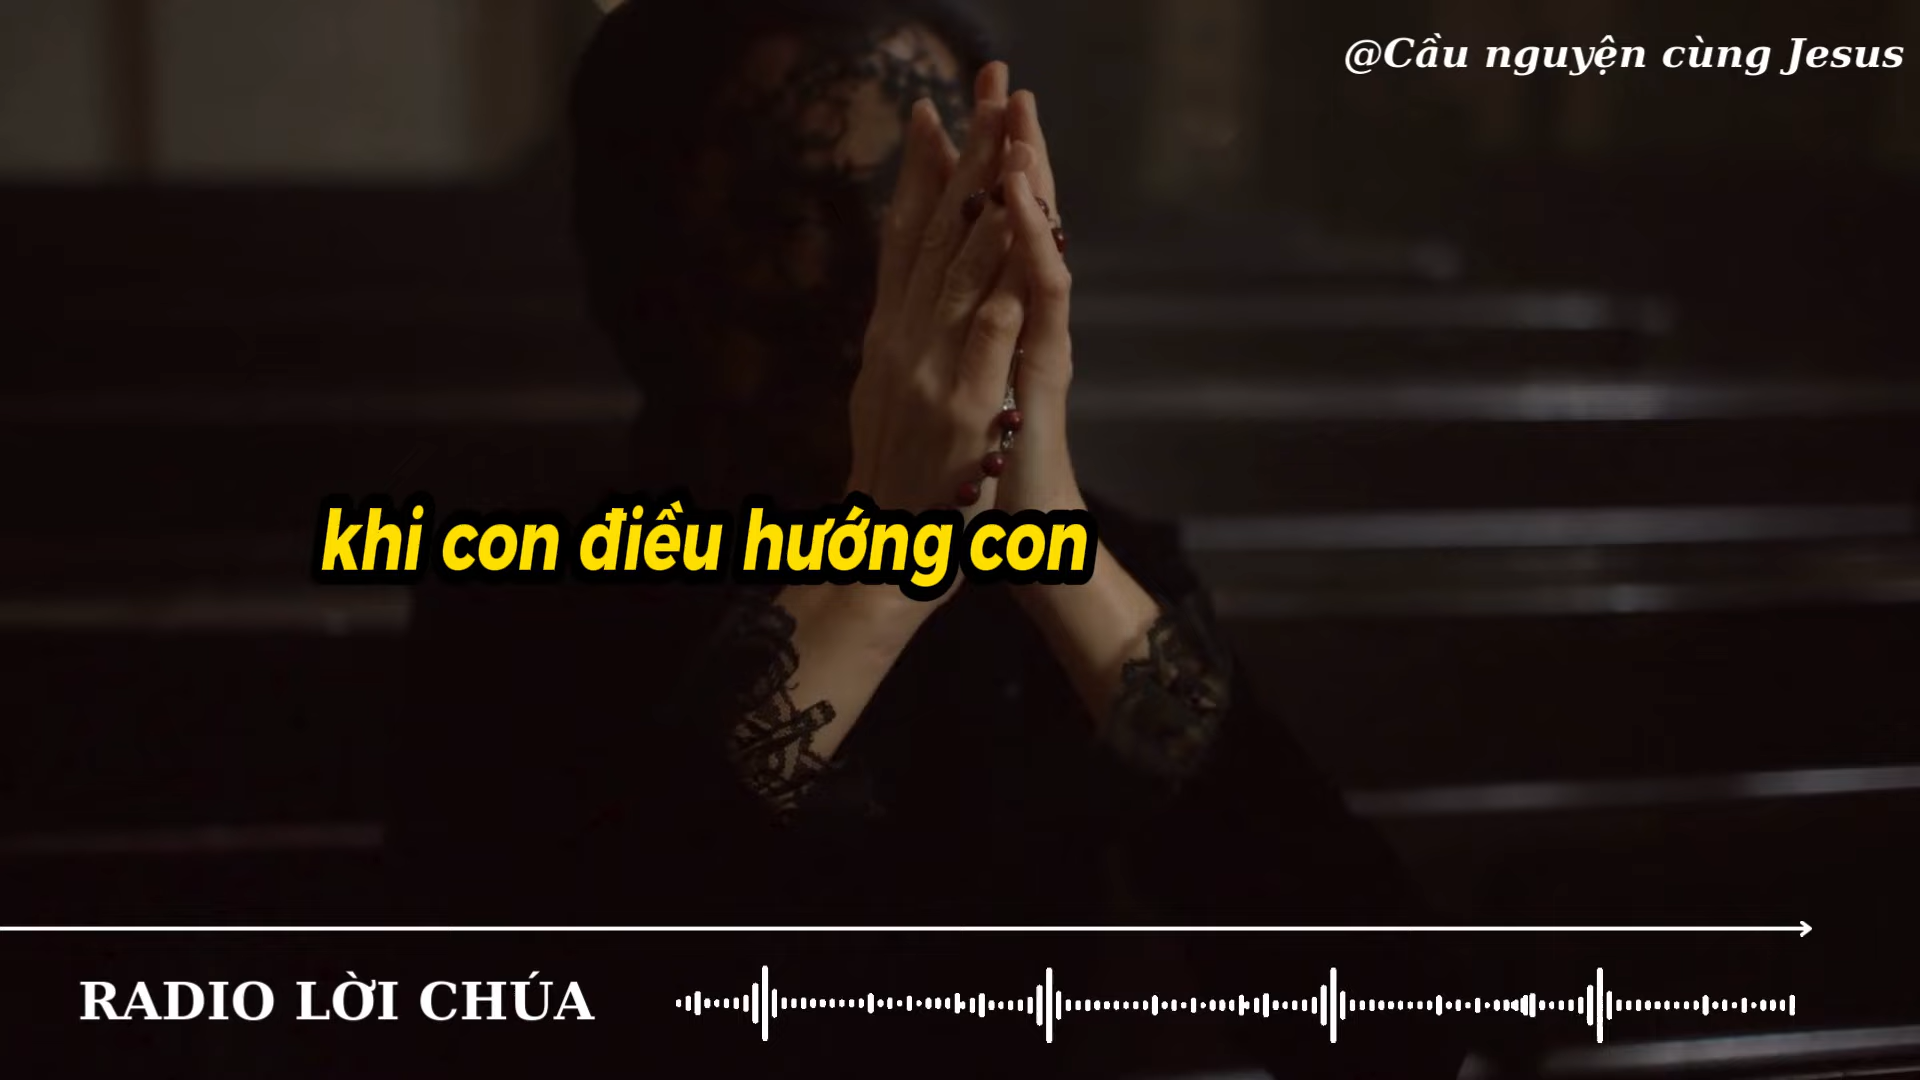 @Cầu nguyện cùng Jesus
khi con điều hướng con
RADIO LỜI CHÚA